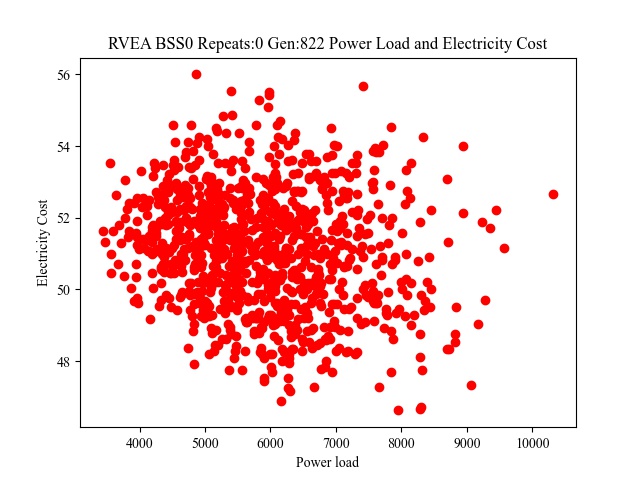 RVEA BSS0 Repeats:0 Gen:822 Power Load and Electricity Cost
56
54
52
50
48
Electricity Cost
4000 5000 6000 7000 8000 9000 10000
Power load